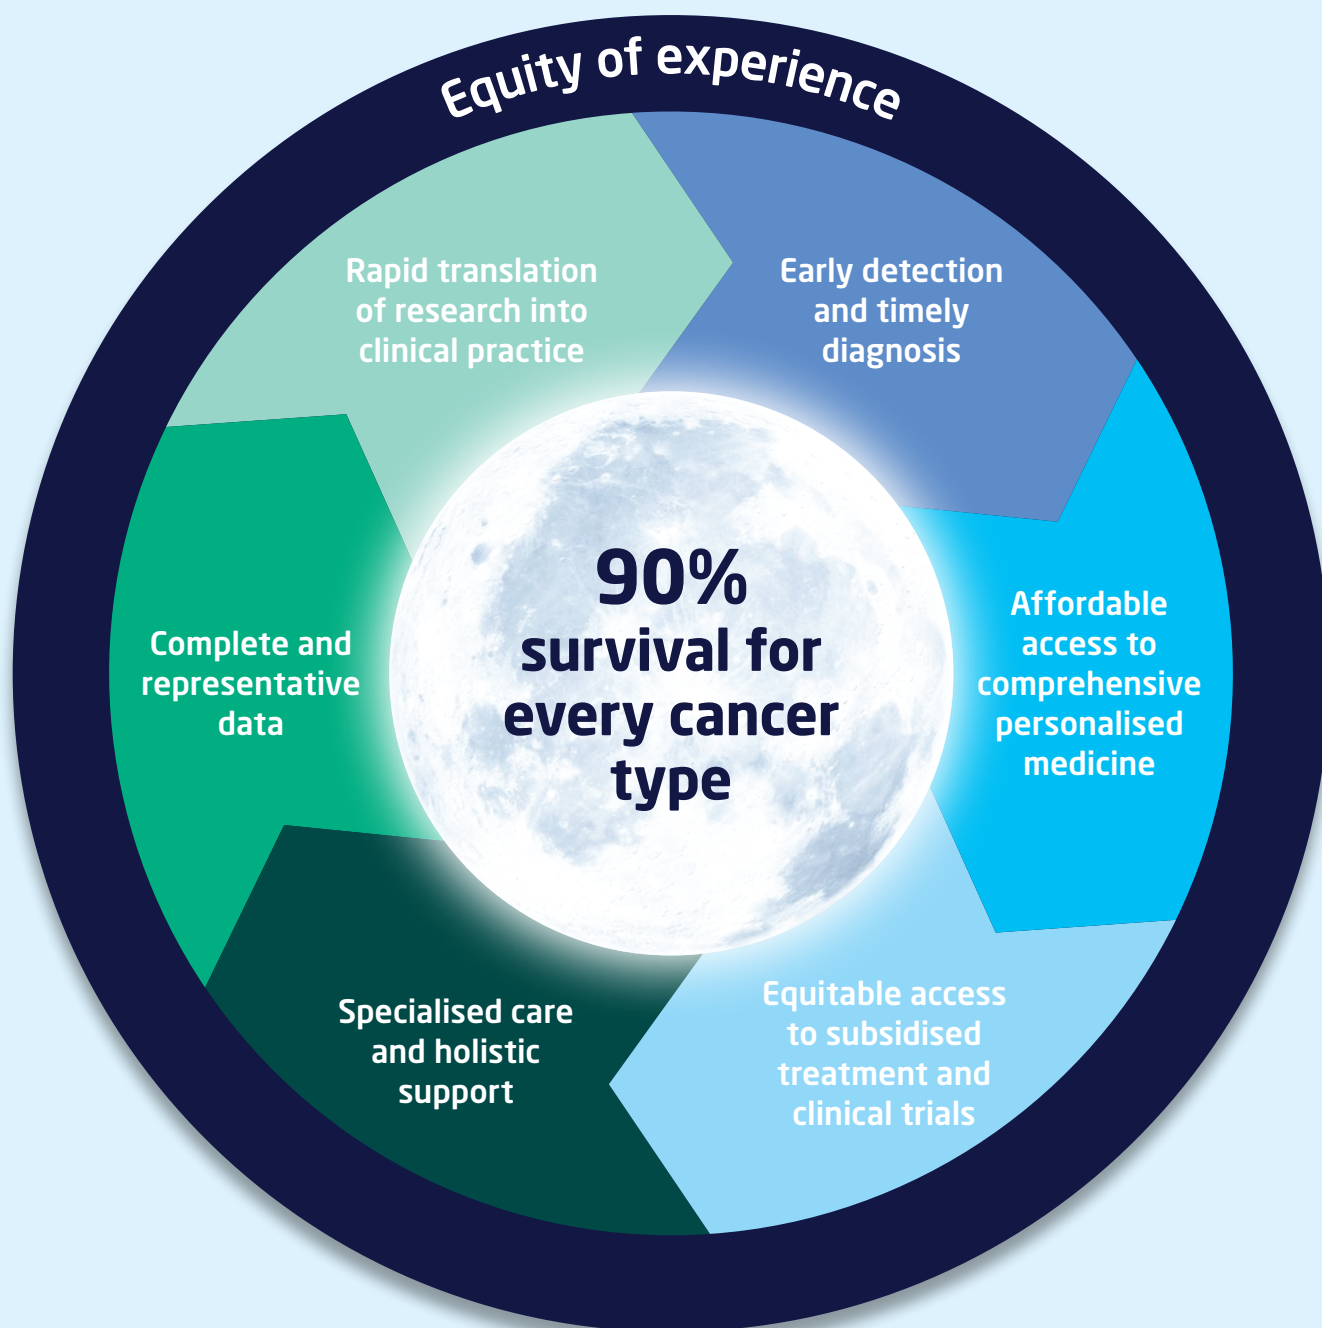 Equity of experience
Rapid translation
of research into
clinical practice
Early detection
and timely
diagnosis
Affordable
access to
comprehensive
personalised
medicine
Equitable access
to subsidised
treatment and
clinical trials
Specialised care
and holistic
support
Complete and
representative
data
90%
survival for
every cancer
type